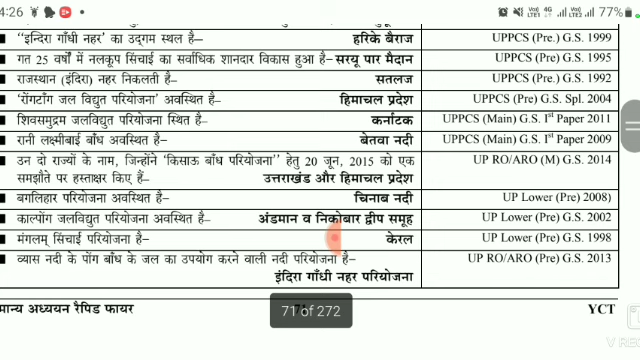 4:26 77%
■ "इन्दिरा गाँधी नहर" का उद्गम स्थल है– हरिके बैराज UPPCS (Pre.) G.S. 1999
■ गत 25 वर्षों में नलकूप सिंचाई का सर्वाधिक शानदार विकास हुआ है– सरयू पार मैदान UPPCS (Pre) G.S. 1995
■ राजस्थान (इंदिरा) नहर निकलती है– सतलज UPPCS (Pre.) G.S. 1992
■ 'रोंगटाँग जल विद्युत परियोजना' अवस्थित है– हिमाचल प्रदेश UPPCS (Pre) G.S. Spl. 2004
■ शिवसमुद्रम जलविद्युत परियोजना स्थित है– कर्नाटक UPPCS (Main) G.S. Ist Paper 2011
■ रानी लक्ष्मीबाई बाँध अवस्थित है– बेतवा नदी UPPCS (Main) G.S. Ist Paper 2009
■ उन दो राज्यों के नाम, जिन्होंने "किसाऊ बाँध परियोजना" हेतु 20 जून, 2015 को एक UP RO/ARO (M) G.S. 2014
समझौते पर हस्ताक्षर किए हैं– उत्तराखण्ड और हिमाचल प्रदेश
■ बगलिहार परियोजना अवस्थित है– चिनाब नदी UP Lower (Pre) 2008)
■ काल्पोंग जलविद्युत परियोजना अवस्थित है– अंडमान व निकोबार द्वीप समूह UP Lower (Pre) G.S. 2002
■ मंगलम् सिंचाई परियोजना है– केरल UP Lower (Pre) G.S. 1998
■ व्यास नदी के पोंग बाँध के जल का उपयोग करने वाली नदी परियोजना है– UP RO/ARO (Pre) G.S. 2013
इंदिरा गाँधी नहर परियोजना
मान्य अध्ययन रैपिड फायर 71 YCT
71 of 272